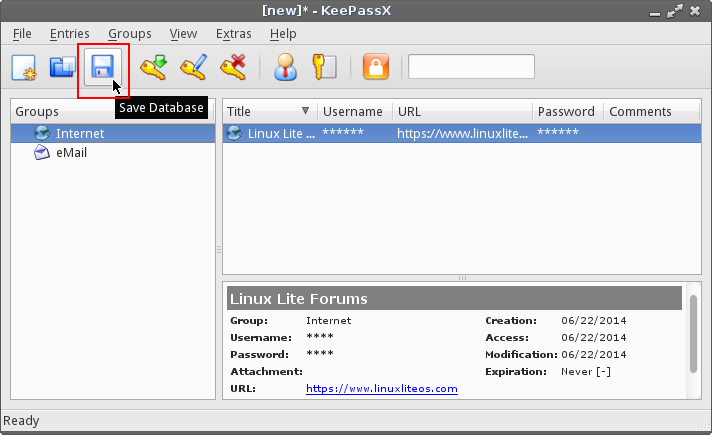 [new]* - KeePassX
File Entries Groups View Extras Help
Save Database
Groups
Internet
eMail
Title Username URL Password Comments
Linux Lite ... ****** https://www.linuxlite... ******
Linux Lite Forums
Group: Internet Creation: 06/22/2014
Username: **** Access: 06/22/2014
Password: **** Modification: 06/22/2014
Attachment: Expiration: Never [-]
URL: https://www.linuxliteos.com
Ready